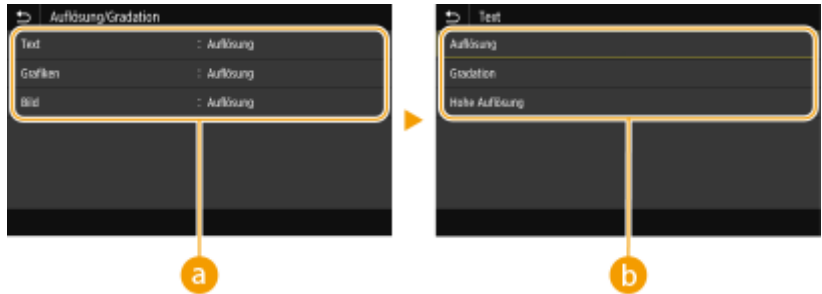 Auflösung/Gradation
Text : Auflösung
Grafiken : Auflösung
Bild : Auflösung
a
Text
Auflösung
Gradation
Hohe Auflösung
b